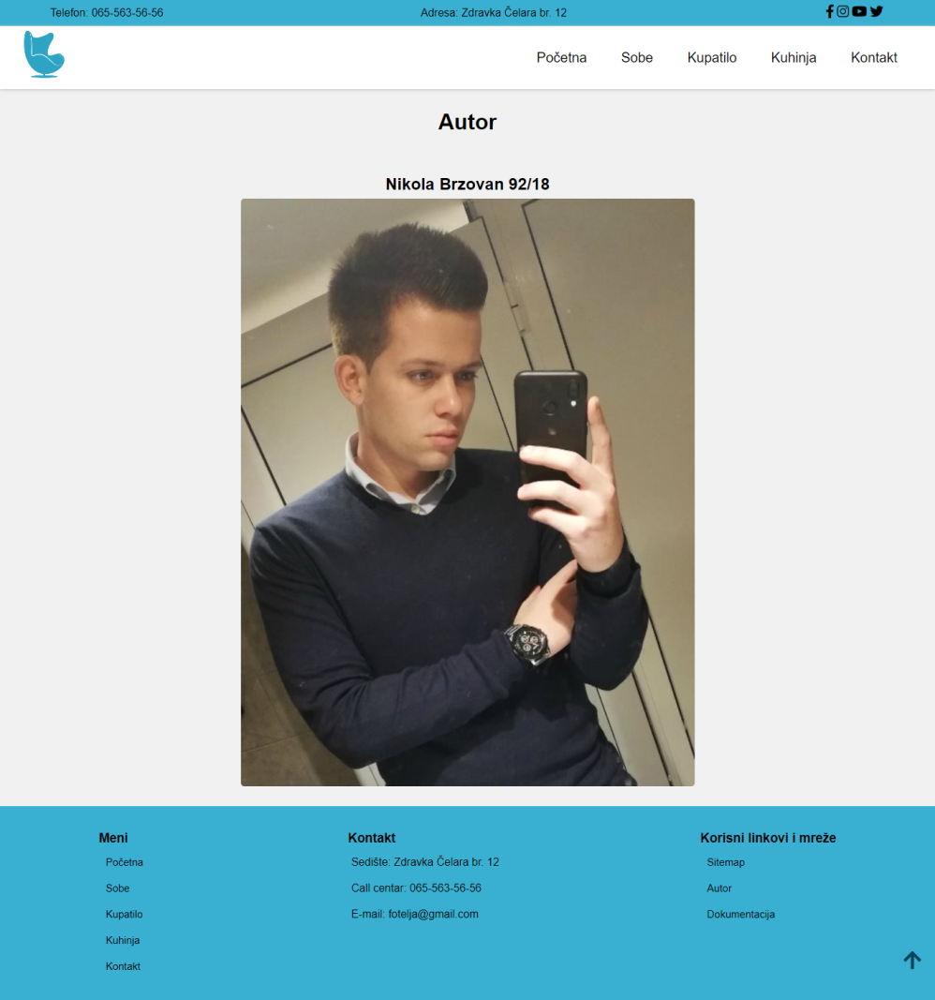 Telefon: 065-563-56-56
Adresa: Zdravka Čelara br. 12
Početna
Sobe
Kupatilo
Kuhinja
Kontakt
Autor
Nikola Brzovan 92/18
Meni
Početna
Sobe
Kupatilo
Kuhinja
Kontakt
Kontakt
Sedište: Zdravka Čelara br. 12
Call centar: 065-563-56-56
E-mail: fotelja@gmail.com
Korisni linkovi i mreže
Sitemap
Autor
Dokumentacija